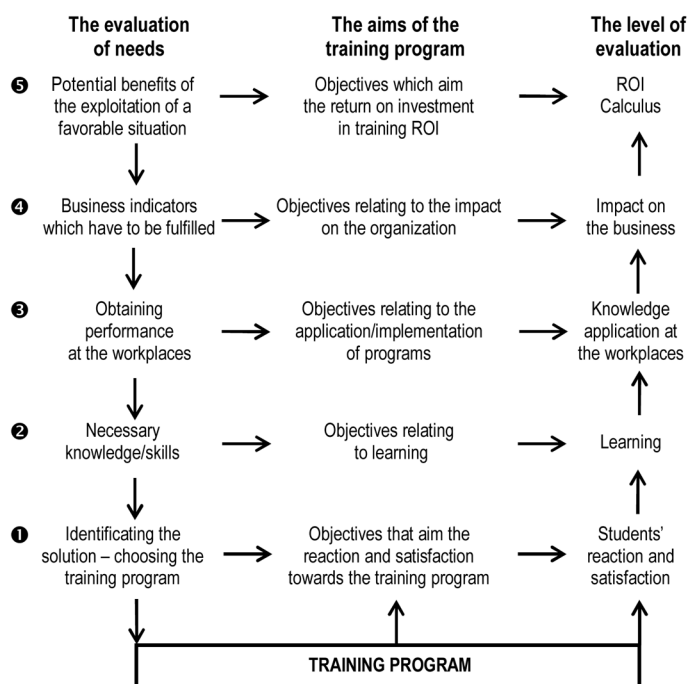 The evaluation
of needs
The aims of the
training program
The level of
evaluation
❺
Potential benefits of
the exploitation of a
favorable situation
Objectives which aim
the return on investment
in training ROI
ROI
Calculus
❹
Business indicators
which have to be fulfilled
Objectives relating to the impact
on the organization
Impact on
the business
❸
Obtaining
performance
at the workplaces
Objectives relating to the
application/implementation
of programs
Knowledge
application at
the workplaces
❷
Necessary
knowledge/skills
Objectives relating
to learning
Learning
❶
Identificating the
solution – choosing the
training program
Objectives that aim the
reaction and satisfaction
towards the training program
Students’
reaction and
satisfaction
TRAINING PROGRAM